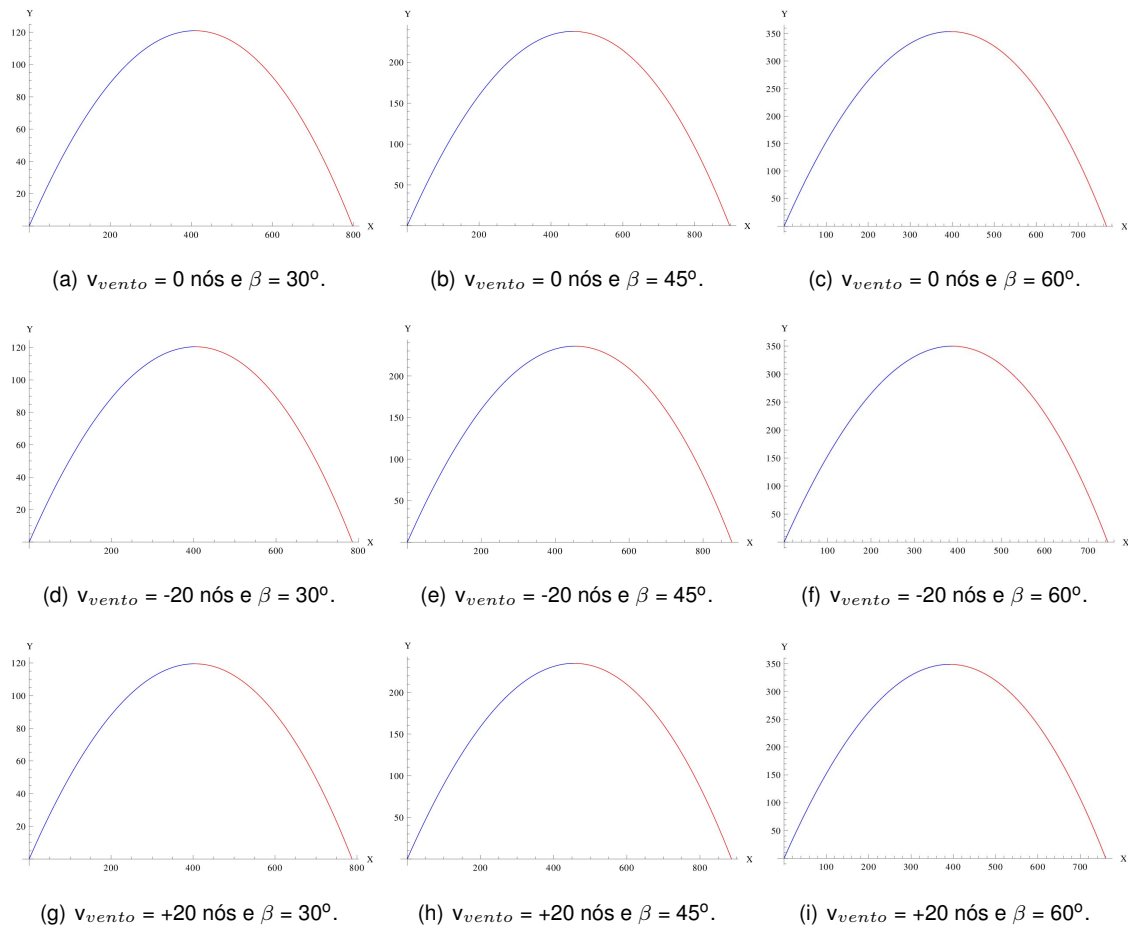 Y Y Y
120 100 80 60 40 20
200 400 600 800 X
200 150 100 50
200 400 600 800 X
350 300 250 200 150 100 50
100 200 300 400 500 600 700 X
(a) v_vento = 0 nós e β = 30º. (b) v_vento = 0 nós e β = 45º. (c) v_vento = 0 nós e β = 60º.
Y Y Y
120 100 80 60 40 20
200 400 600 800 X
200 150 100 50
200 400 600 800 X
350 300 250 200 150 100 50
100 200 300 400 500 600 700 X
(d) v_vento = -20 nós e β = 30º. (e) v_vento = -20 nós e β = 45º. (f) v_vento = -20 nós e β = 60º.
Y Y Y
120 100 80 60 40 20
200 400 600 800 X
200 150 100 50
200 400 600 800 X
350 300 250 200 150 100 50
100 200 300 400 500 600 700 X
(g) v_vento = +20 nós e β = 30º. (h) v_vento = +20 nós e β = 45º. (i) v_vento = +20 nós e β = 60º.